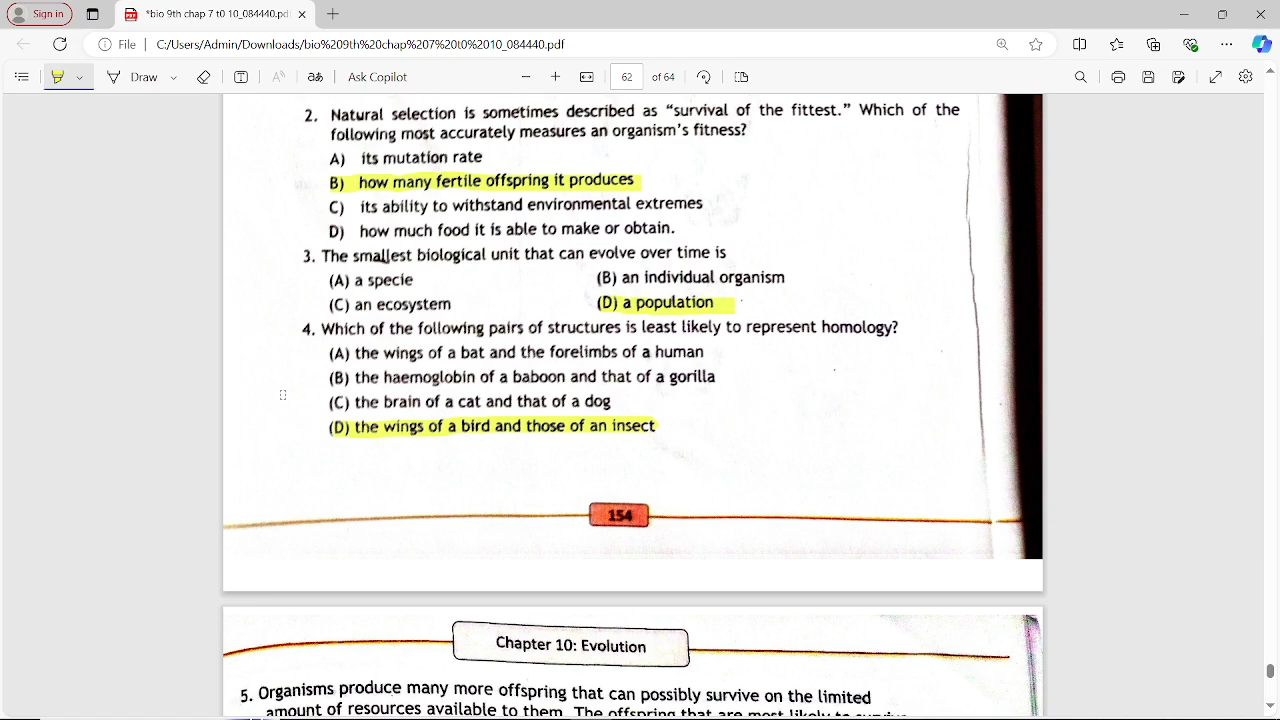 Sign in
*bio 9th chap 7 t0 10_084440.pdf
File
C:/Users/Admin/Downloads/bio%209th%20chap%207%20t0%2010_084440.pdf
Draw
Ask Copilot
62
of 64
2. Natural selection is sometimes described as “survival of the fittest.” Which of the
following most accurately measures an organism’s fitness?
A) its mutation rate
B) how many fertile offspring it produces
C) its ability to withstand environmental extremes
D) how much food it is able to make or obtain.
3. The smallest biological unit that can evolve over time is
(A) a specie (B) an individual organism
(C) an ecosystem (D) a population
4. Which of the following pairs of structures is least likely to represent homology?
(A) the wings of a bat and the forelimbs of a human
(B) the haemoglobin of a baboon and that of a gorilla
(C) the brain of a cat and that of a dog
(D) the wings of a bird and those of an insect
154
Chapter 10: Evolution
5. Organisms produce many more offspring that can possibly survive on the limited
amount of resources available to them. The offspring that are most likely to